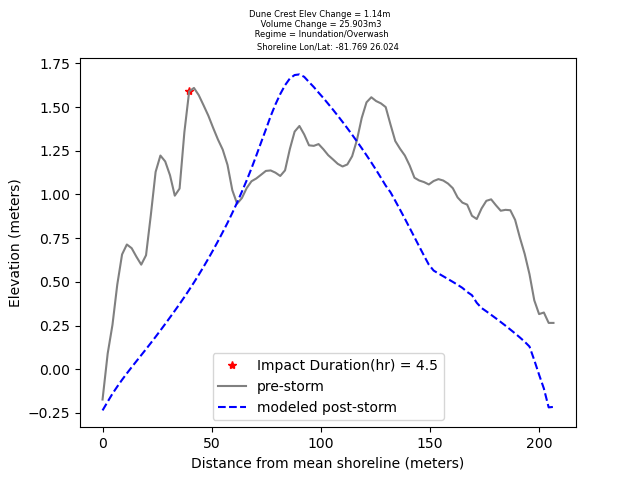 Dune Crest Elev Change = 1.14m
Volume Change = 25.903m3
Regime = Inundation/Overwash
Shoreline Lon/Lat: -81.769 26.024
1.75
1.50
1.25
1.00
0.75
0.50
0.25
0.00
−0.25
Elevation (meters)
Impact Duration(hr) = 4.5
pre-storm
modeled post-storm
0 50 100 150 200
Distance from mean shoreline (meters)